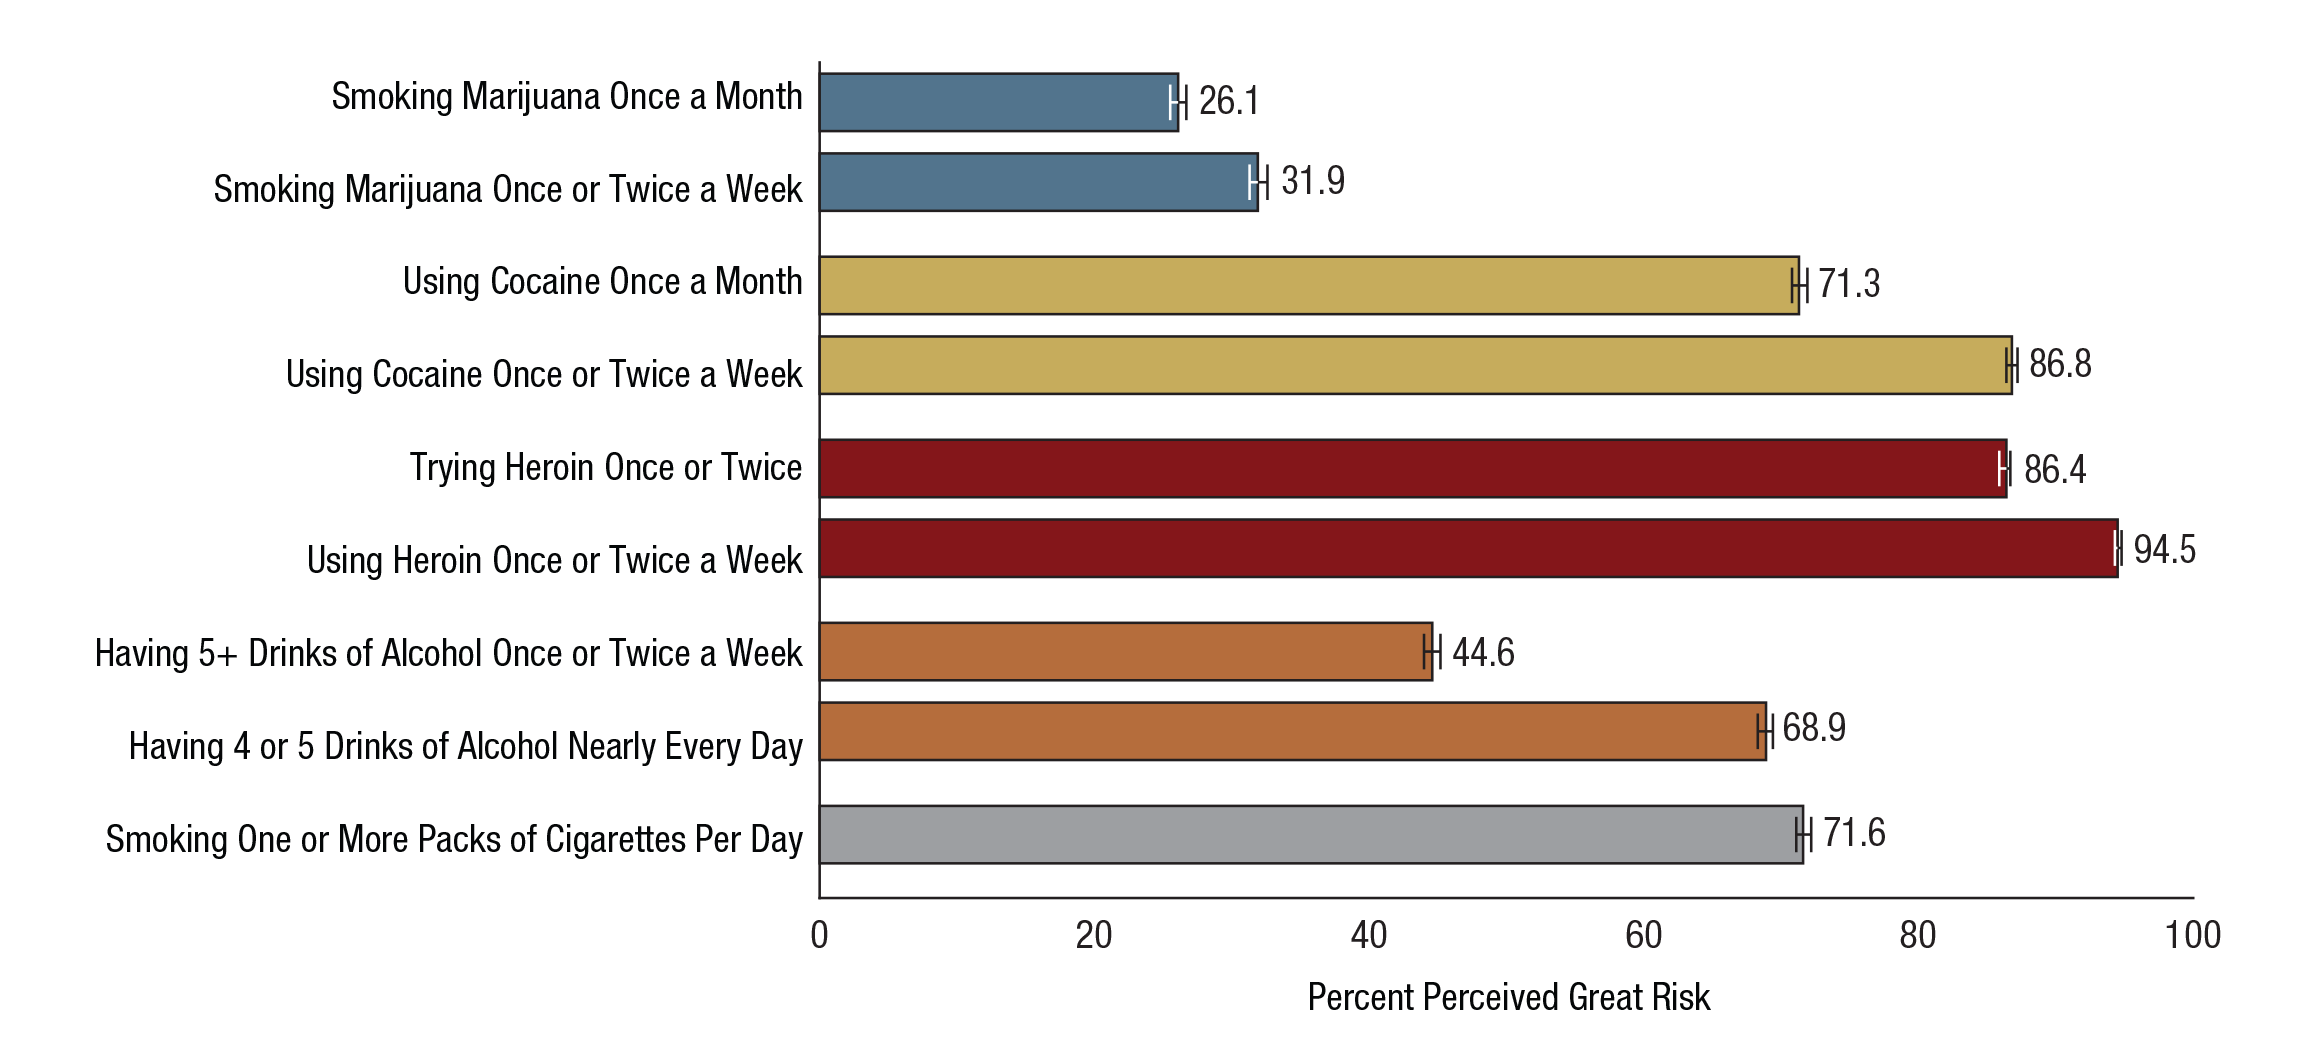 Smoking Marijuana Once a Month 26.1
Smoking Marijuana Once or Twice a Week 31.9
Using Cocaine Once a Month 71.3
Using Cocaine Once or Twice a Week 86.8
Trying Heroin Once or Twice 86.4
Using Heroin Once or Twice a Week 94.5
Having 5+ Drinks of Alcohol Once or Twice a Week 44.6
Having 4 or 5 Drinks of Alcohol Nearly Every Day 68.9
Smoking One or More Packs of Cigarettes Per Day 71.6
0 20 40 60 80 100
Percent Perceived Great Risk